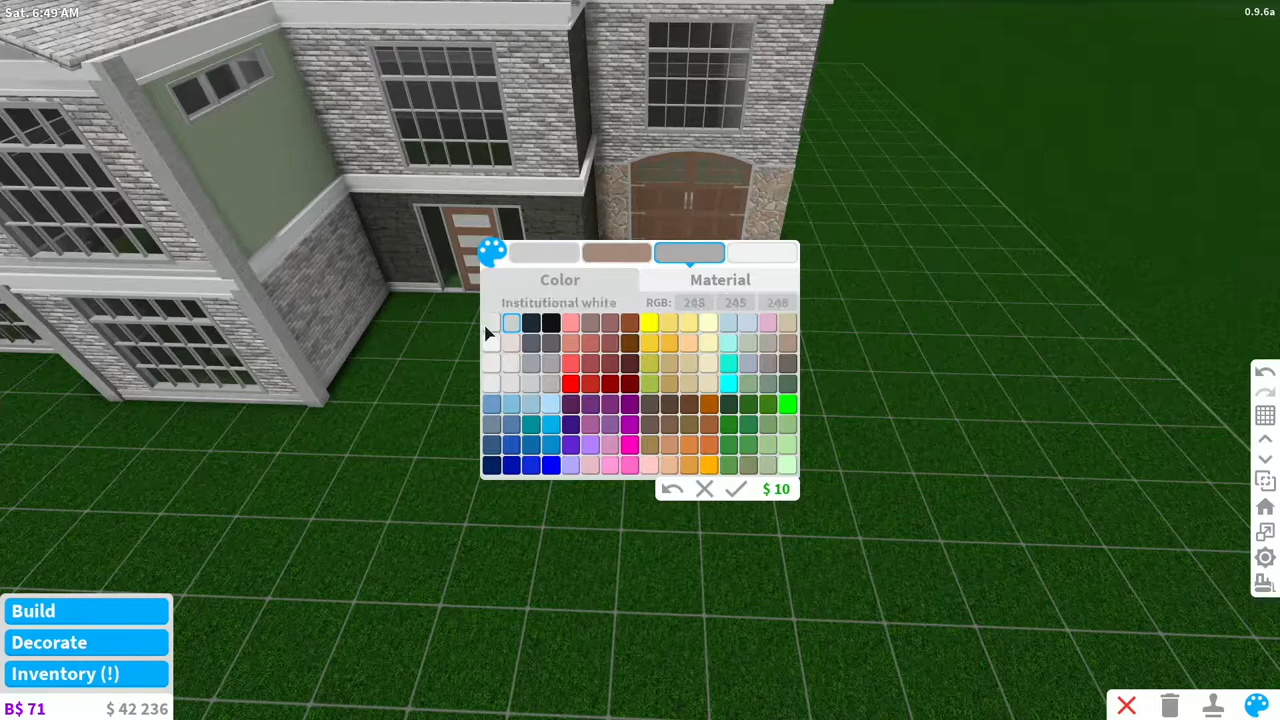 Sat. 6:49 AM
0.9.6a
Color
Material
Institutional white
RGB: 248 245 248
$ 10
Build
Decorate
Inventory (!)
B$ 71
$ 42 236